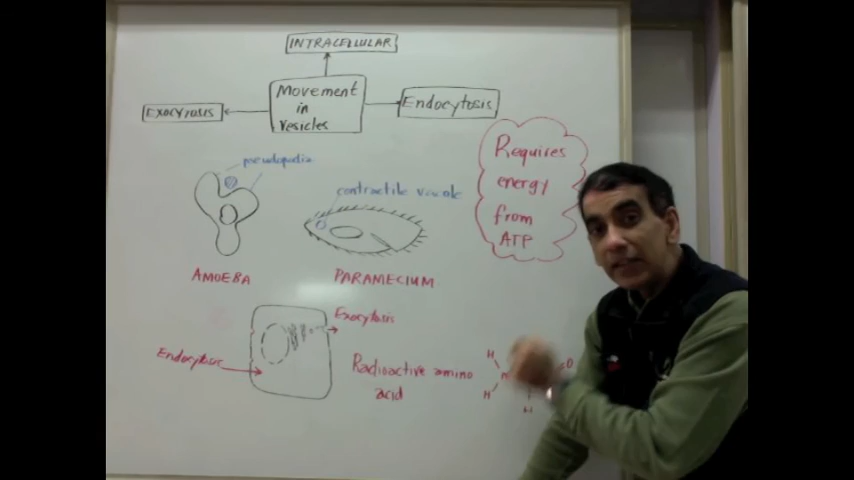 INTRACELLULAR
Movement
in
vesicles
EXOCYTOSIS
Endocytosis
pseudopodia
contractile vacuole
Requires
energy
from
ATP
AMOEBA
PARAMECIUM
Exocytosis
Endocytosis
Radioactive amino
acid
H
H
H
O